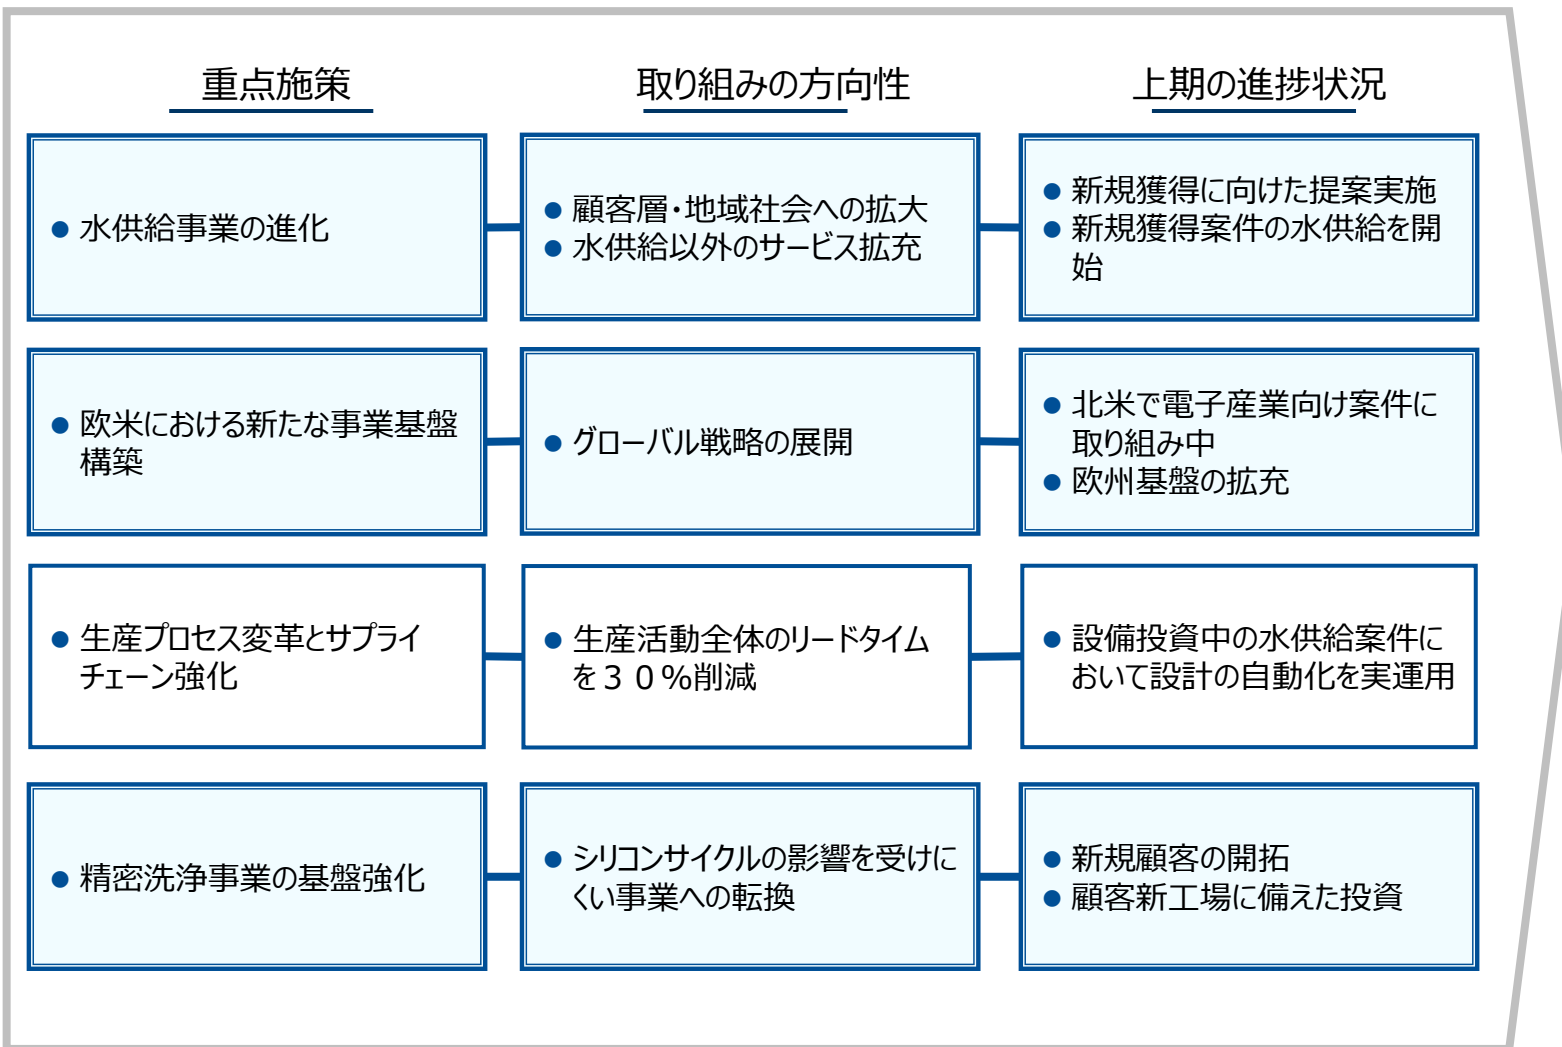 重点施策
取り組みの方向性
上期の進捗状況
● 水供給事業の進化
● 顧客層・地域社会への拡大
● 水供給以外のサービス拡充
● 新規獲得に向けた提案実施
● 新規獲得案件の水供給を開
始
● 欧米における新たな事業基盤
構築
● グローバル戦略の展開
● 北米で電子産業向け案件に
取り組み中
● 欧州基盤の拡充
● 生産プロセス変革とサプライ
チェーン強化
● 生産活動全体のリードタイム
を３０％削減
● 設備投資中の水供給案件に
おいて設計の自動化を実運用
● 精密洗浄事業の基盤強化
● シリコンサイクルの影響を受けに
くい事業への転換
● 新規顧客の開拓
● 顧客新工場に備えた投資